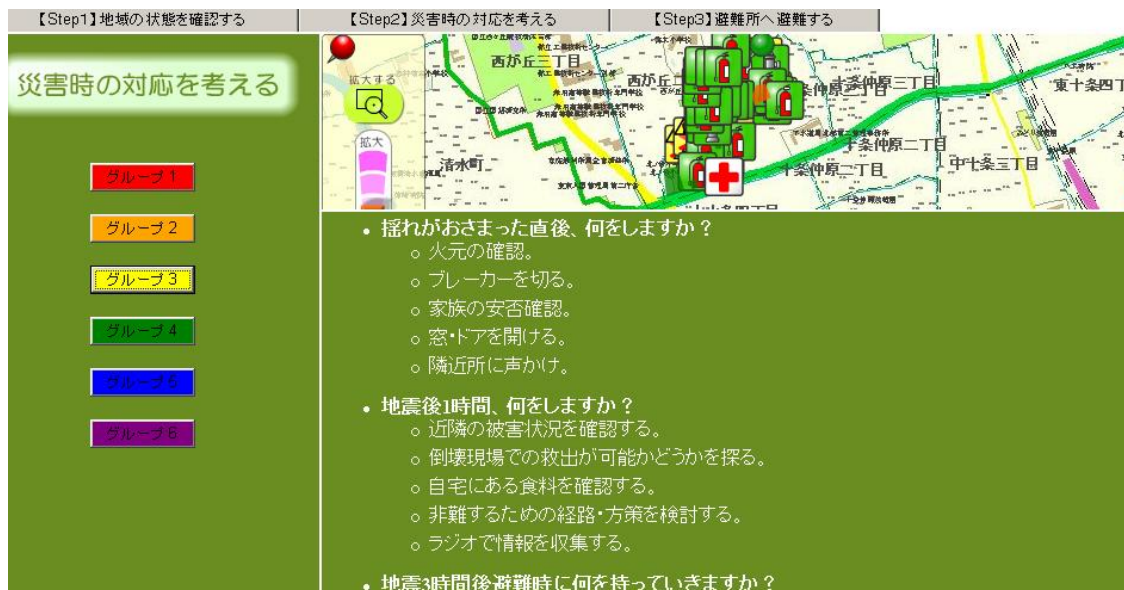 【Step1】地域の状態を確認する
【Step2】災害時の対応を考える
【Step3】避難所へ避難する
災害時の対応を考える
グループ1
グループ2
グループ3
グループ4
グループ5
グループ6
拡大する
拡大
西が丘三丁目
西が丘二
清水町
十条仲原三丁目
十条仲原二丁目
中十条三丁目
東十条四丁
・揺れがおさまった直後、何をしますか？
○火元の確認。
○ブレーカーを切る。
○家族の安否確認。
○窓・ドアを開ける。
○隣近所に声かけ。
・地震後1時間、何をしますか？
○近隣の被害状況を確認する。
○倒壊現場での救出が可能かどうかを探る。
○自宅にある食料を確認する。
○非難するための経路・方策を検討する。
○ラジオで情報を収集する。
・地震3時間後避難時に何を持っていきますか？